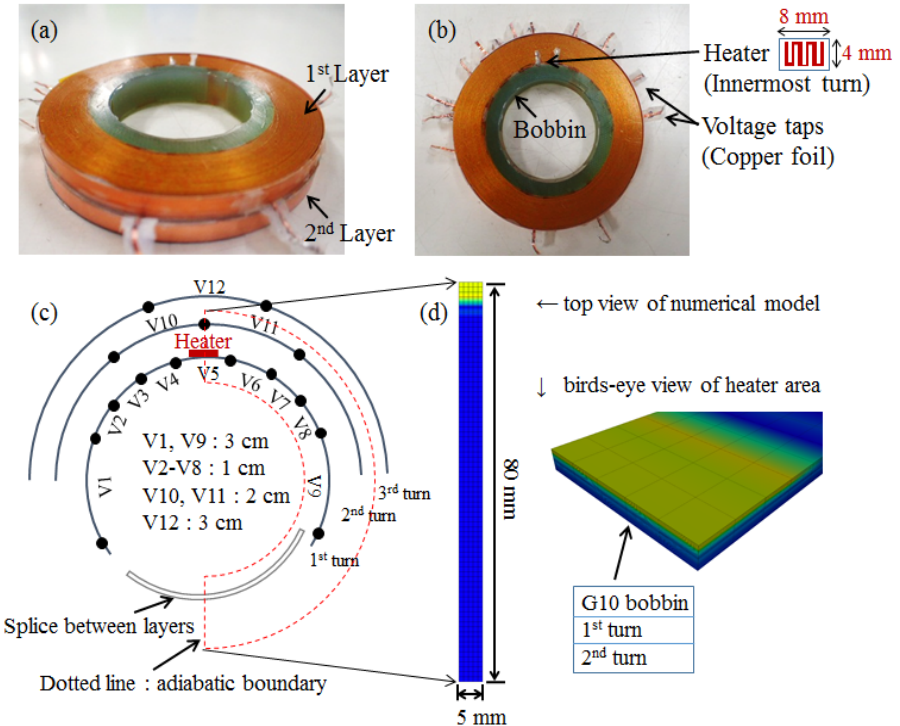 (a)
1st Layer
2nd Layer
(b)
Bobbin
Heater
(Innermost turn)
8 mm
4 mm
Voltage taps
(Copper foil)
(c)
V12
V10
V11
Heater
V5
V4
V6
V3
V7
V2
V8
V1
V9
V1, V9 : 3 cm
V2-V8 : 1 cm
V10, V11 : 2 cm
V12 : 3 cm
3rd turn
2nd turn
1st turn
Splice between layers
Dotted line : adiabatic boundary
(d)
80 mm
5 mm
← top view of numerical model
↓ birds-eye view of heater area
G10 bobbin
1st turn
2nd turn